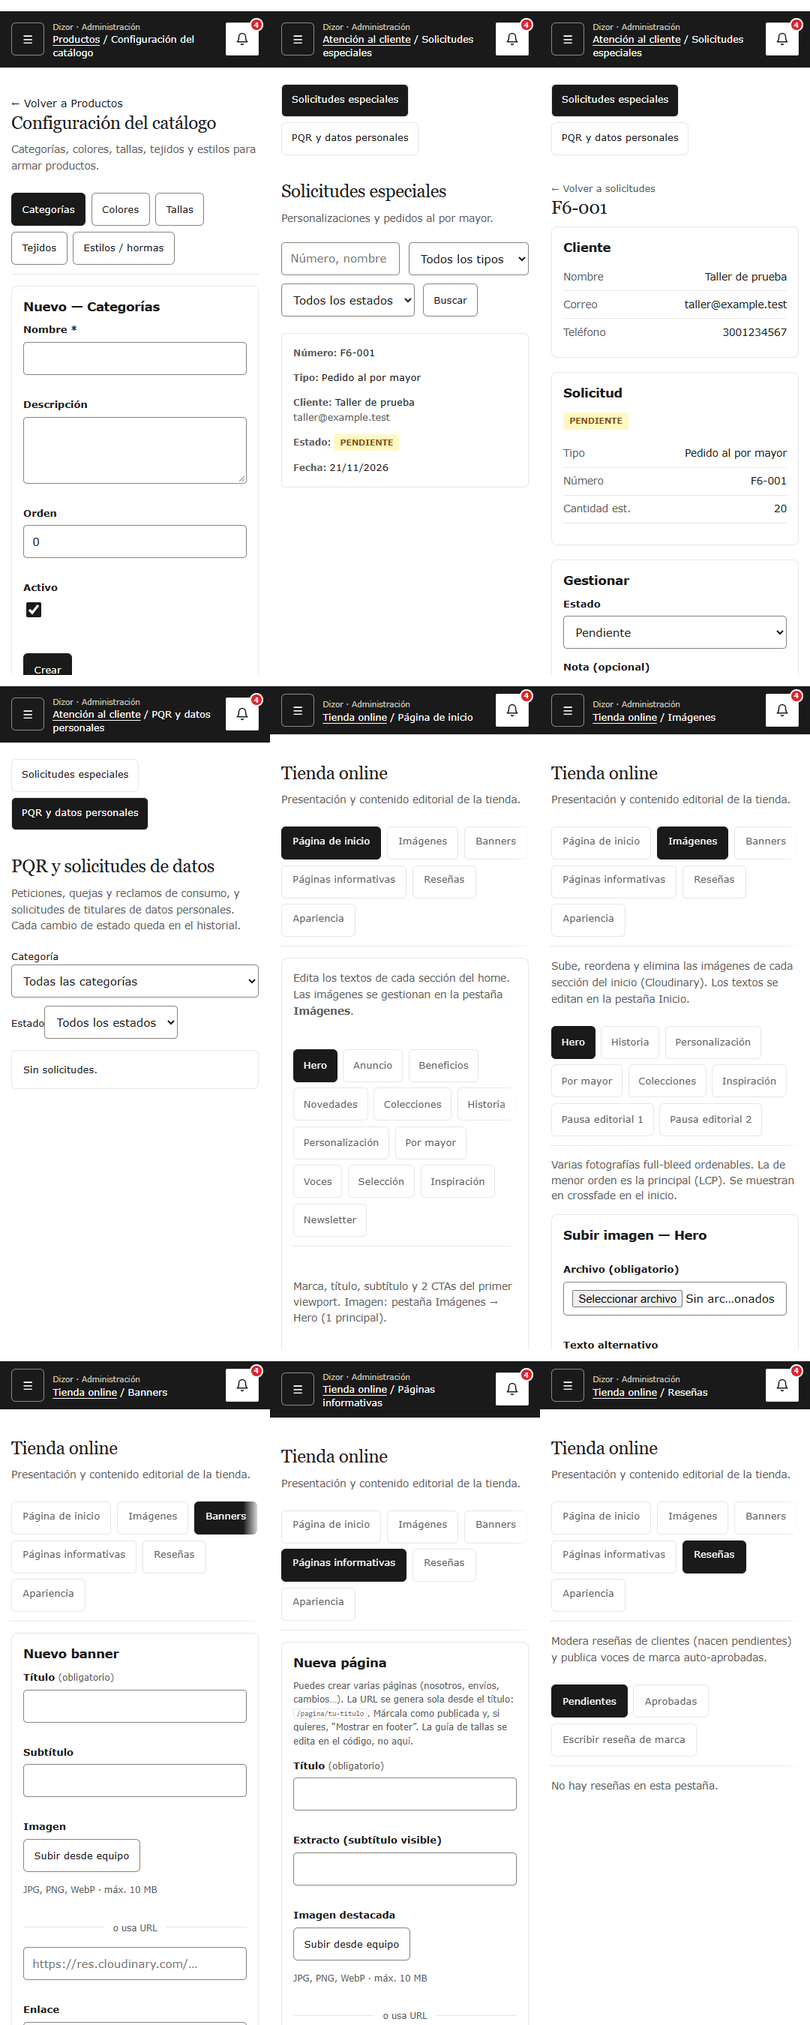 Dizor · Administración
Productos / Configuración del
catálogo
4
← Volver a Productos
Configuración del catálogo
Categorías, colores, tallas, tejidos y estilos para
armar productos.
Categorías
Colores
Tallas
Tejidos
Estilos / hormas
Nuevo — Categorías
Nombre *
Descripción
Orden
0
Activo
Crear
Dizor · Administración
Atención al cliente / Solicitudes
especiales
4
Solicitudes especiales
PQR y datos personales
Solicitudes especiales
Personalizaciones y pedidos al por mayor.
Número, nombre
Todos los tipos
Todos los estados
Buscar
Número: F6-001
Tipo: Pedido al por mayor
Cliente: Taller de prueba
taller@example.test
Estado: PENDIENTE
Fecha: 21/11/2026
Dizor · Administración
Atención al cliente / Solicitudes
especiales
4
Solicitudes especiales
PQR y datos personales
← Volver a solicitudes
F6-001
Cliente
Nombre Taller de prueba
Correo taller@example.test
Teléfono 3001234567
Solicitud
PENDIENTE
Tipo Pedido al por mayor
Número F6-001
Cantidad est. 20
Gestionar
Estado
Pendiente
Nota (opcional)
Dizor · Administración
Atención al cliente / PQR y datos
personales
4
Solicitudes especiales
PQR y datos personales
PQR y solicitudes de datos
Peticiones, quejas y reclamos de consumo, y
solicitudes de titulares de datos personales.
Cada cambio de estado queda en el historial.
Categoría
Todas las categorías
Estado Todos los estados
Sin solicitudes.
Dizor · Administración
Tienda online / Página de inicio
4
Tienda online
Presentación y contenido editorial de la tienda.
Página de inicio
Imágenes
Banners
Páginas informativas
Reseñas
Apariencia
Edita los textos de cada sección del home.
Las imágenes se gestionan en la pestaña
Imágenes.
Hero
Anuncio
Beneficios
Novedades
Colecciones
Historia
Personalización
Por mayor
Voces
Selección
Inspiración
Newsletter
Marca, título, subtítulo y 2 CTAs del primer
viewport. Imagen: pestaña Imágenes →
Hero (1 principal).
Dizor · Administración
Tienda online / Imágenes
4
Tienda online
Presentación y contenido editorial de la tienda.
Página de inicio
Imágenes
Banners
Páginas informativas
Reseñas
Apariencia
Sube, reordena y elimina las imágenes de cada
sección del inicio (Cloudinary). Los textos se
editan en la pestaña Inicio.
Hero
Historia
Personalización
Por mayor
Colecciones
Inspiración
Pausa editorial 1
Pausa editorial 2
Varias fotografías full-bleed ordenables. La de
menor orden es la principal (LCP). Se muestran
en crossfade en el inicio.
Subir imagen — Hero
Archivo (obligatorio)
Seleccionar archivo Sin arc...onados
Texto alternativo
Dizor · Administración
Tienda online / Banners
4
Tienda online
Presentación y contenido editorial de la tienda.
Página de inicio
Imágenes
Banners
Páginas informativas
Reseñas
Apariencia
Nuevo banner
Título (obligatorio)
Subtítulo
Imagen
Subir desde equipo
JPG, PNG, WebP · máx. 10 MB
o usa URL
https://res.cloudinary.com/...
Enlace
Dizor · Administración
Tienda online / Páginas
informativas
4
Tienda online
Presentación y contenido editorial de la tienda.
Página de inicio
Imágenes
Banners
Páginas informativas
Reseñas
Apariencia
Nueva página
Puedes crear varias páginas (nosotros, envíos,
cambios...). La URL se genera sola desde el título:
/pagina/tu-titulo. Márcala como publicada y, si
quieres, "Mostrar en footer". La guía de tallas se
edita en el código, no aquí.
Título (obligatorio)
Extracto (subtítulo visible)
Imagen destacada
Subir desde equipo
JPG, PNG, WebP · máx. 10 MB
o usa URL
Dizor · Administración
Tienda online / Reseñas
4
Tienda online
Presentación y contenido editorial de la tienda.
Página de inicio
Imágenes
Banners
Páginas informativas
Reseñas
Apariencia
Modera reseñas de clientes (nacen pendientes)
y publica voces de marca auto-aprobadas.
Pendientes
Aprobadas
Escribir reseña de marca
No hay reseñas en esta pestaña.